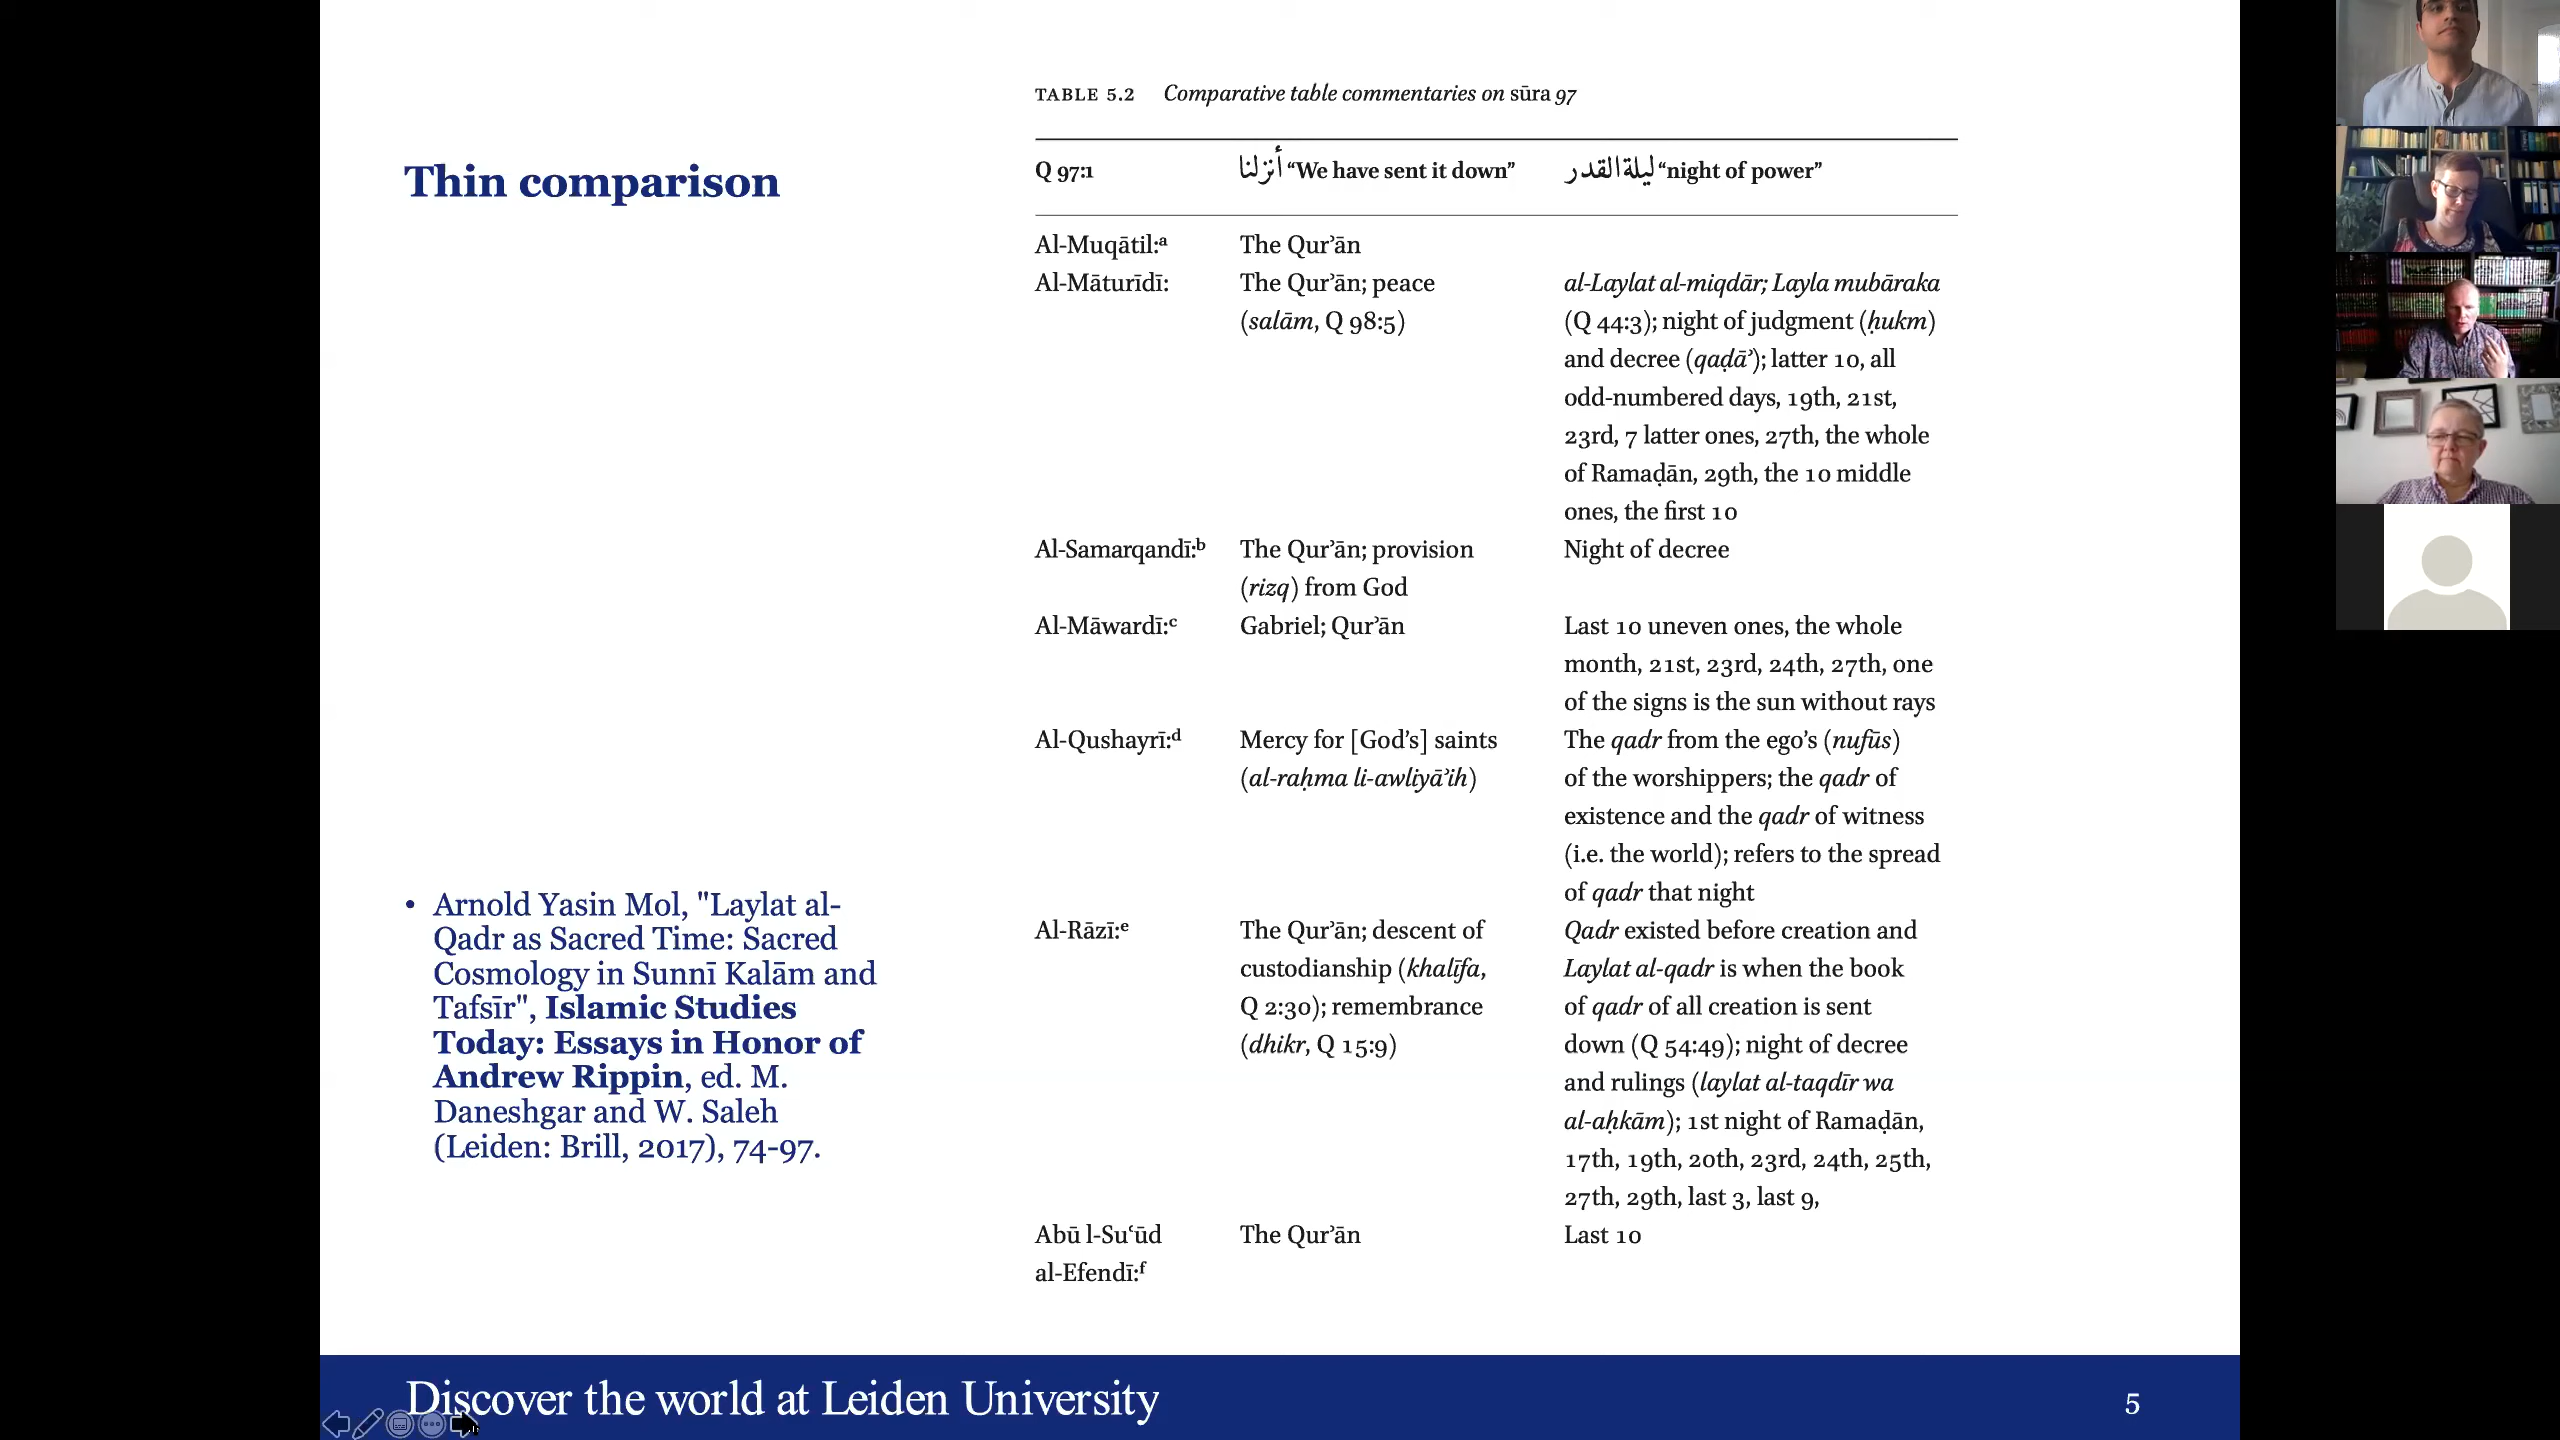 Thin comparison
• Arnold Yasin Mol, "Laylat al-
Qadr as Sacred Time: Sacred
Cosmology in Sunnī Kalām and
Tafsīr", Islamic Studies
Today: Essays in Honor of
Andrew Rippin, ed. M.
Daneshgar and W. Saleh
(Leiden: Brill, 2017), 74-97.
TABLE 5.2 Comparative table commentaries on sūra 97
Q 97:1 أنزلنا “We have sent it down” ليلة القدر “night of power”
Al-Muqātil:ᵃ The Qurʾān
Al-Māturīdī: The Qurʾān; peace al-Laylat al-miqdār; Layla mubāraka
(salām, Q 98:5) (Q 44:3); night of judgment (ḥukm)
and decree (qaḍāʾ); latter 10, all
odd-numbered days, 19th, 21st,
23rd, 7 latter ones, 27th, the whole
of Ramaḍān, 29th, the 10 middle
ones, the first 10
Al-Samarqandī:ᵇ The Qurʾān; provision Night of decree
(rizq) from God
Al-Māwardī:ᶜ Gabriel; Qurʾān Last 10 uneven ones, the whole
month, 21st, 23rd, 24th, 27th, one
of the signs is the sun without rays
Al-Qushayrī:ᵈ Mercy for [God’s] saints The qadr from the ego’s (nufūs)
(al-raḥma li-awliyāʾih) of the worshippers; the qadr of
existence and the qadr of witness
(i.e. the world); refers to the spread
of qadr that night
Al-Rāzī:ᵉ The Qurʾān; descent of Qadr existed before creation and
custodianship (khalīfa, Laylat al-qadr is when the book
Q 2:30); remembrance of qadr of all creation is sent
(dhikr, Q 15:9) down (Q 54:49); night of decree
and rulings (laylat al-taqdīr wa
al-aḥkām); 1st night of Ramaḍān,
17th, 19th, 20th, 23rd, 24th, 25th,
27th, 29th, last 3, last 9,
Abū l-Suʿūd The Qurʾān Last 10
al-Efendī:ᶠ
Discover the world at Leiden University
5